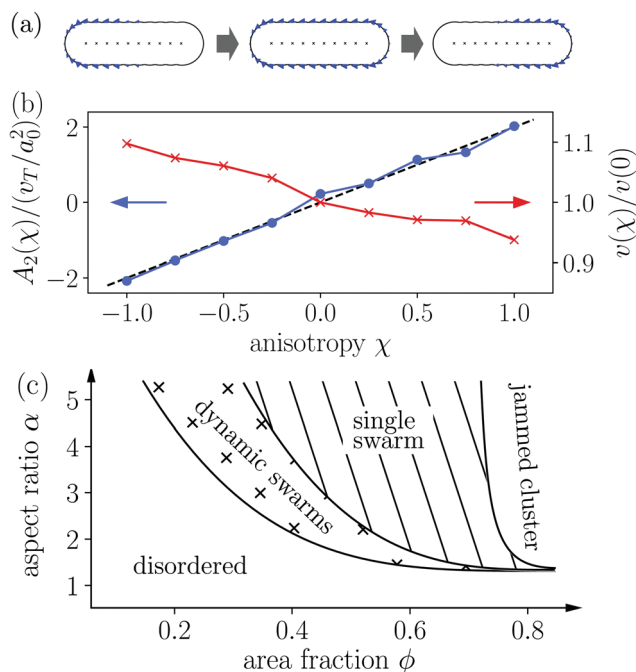 (a)
(b)
A₂(χ)/(v_T/a₀²)
2
0
−2
1.1
1.0
0.9
v(χ)/v(0)
−1.0 −0.5 0.0 0.5 1.0
anisotropy χ
(c)
aspect ratio α
5
4
3
2
1
dynamic swarms
single
swarm
jammed cluster
disordered
0.2 0.4 0.6 0.8
area fraction ϕ